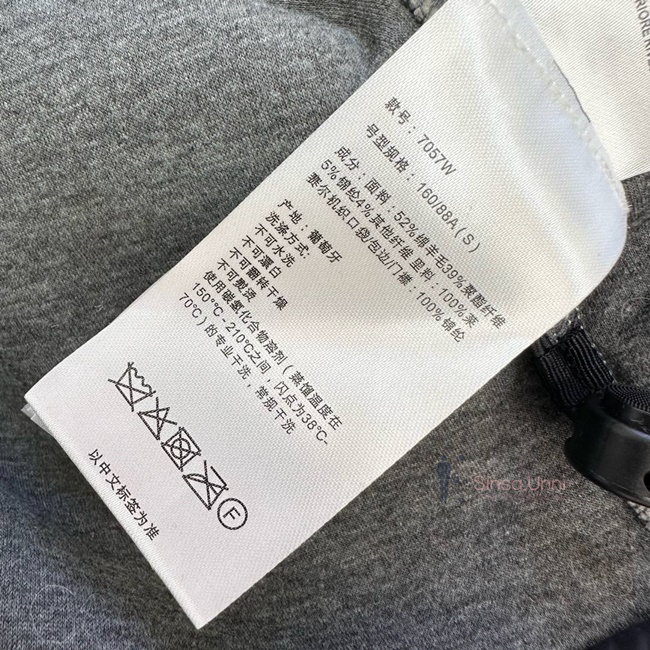 款号：7057W
号型规格：160/88A(S)
成分：面料：52%绵羊毛39%聚酯纤维
5%锦纶4%其他纤维 里料：100%莱
赛尔机织口袋/包边/门襟：100%锦纶
产地：葡萄牙
洗涤方式：
不可水洗
不可漂白
不可翻转干燥
不可熨烫
使用碳氢化合物溶剂(蒸馏温度在
150°C-210°C之间，闪点为38°C-
70°C)的专业干洗，常规干洗
F
以中文标签为准
Sinsa Unni